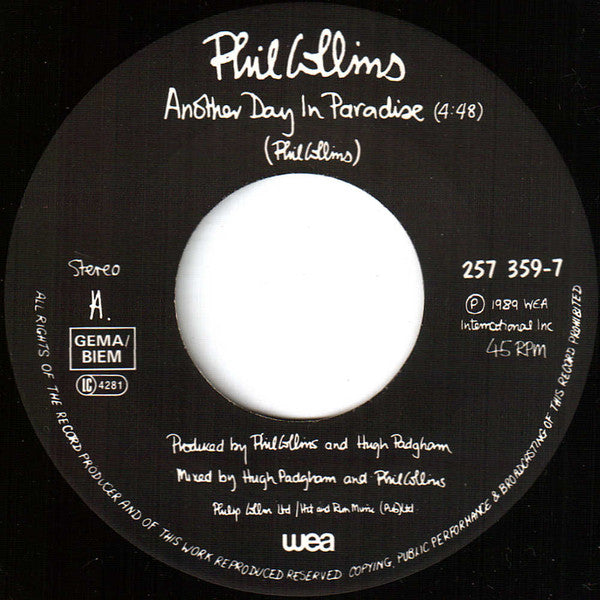 Phil Collins
Another Day In Paradise (4:48)
(Phil Collins)
Stereo
A.
GEMA/
BIEM
LC 4281
257 359-7
Ⓟ 1989 WEA
International Inc
45 RPM
Produced by Phil Collins and Hugh Padgham
Mixed by Hugh Padgham and Phil Collins
Philip Collins Ltd / Hit and Run Music (Pub) Ltd
wea
ALL RIGHTS OF THE RECORD PRODUCER AND OF THIS WORK REPRODUCED RESERVED COPYING, PUBLIC PERFORMANCE & BROADCASTING OF THIS RECORD PROHIBITED